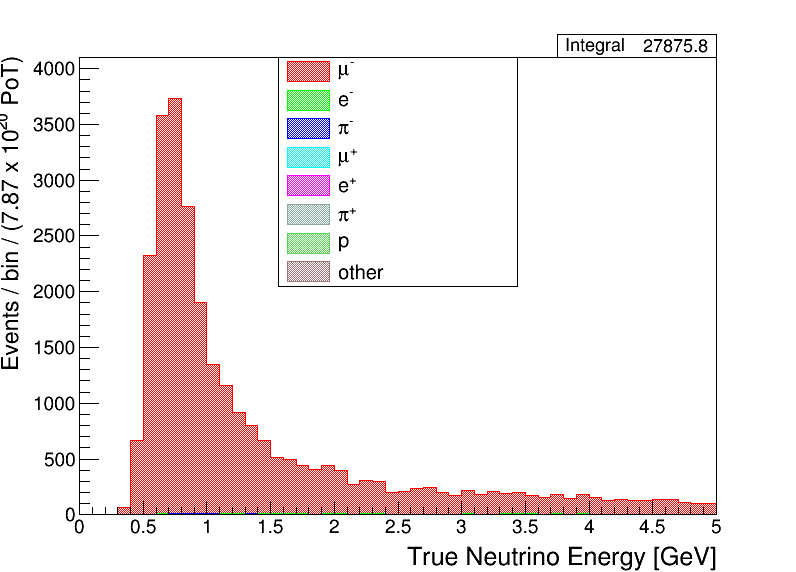 Integral 27875.8
Events / bin / (7.87 x 10²⁰ PoT)
4000
3500
3000
2500
2000
1500
1000
500
0
μ⁻
e⁻
π⁻
μ⁺
e⁺
π⁺
p
other
0 0.5 1 1.5 2 2.5 3 3.5 4 4.5 5
True Neutrino Energy [GeV]